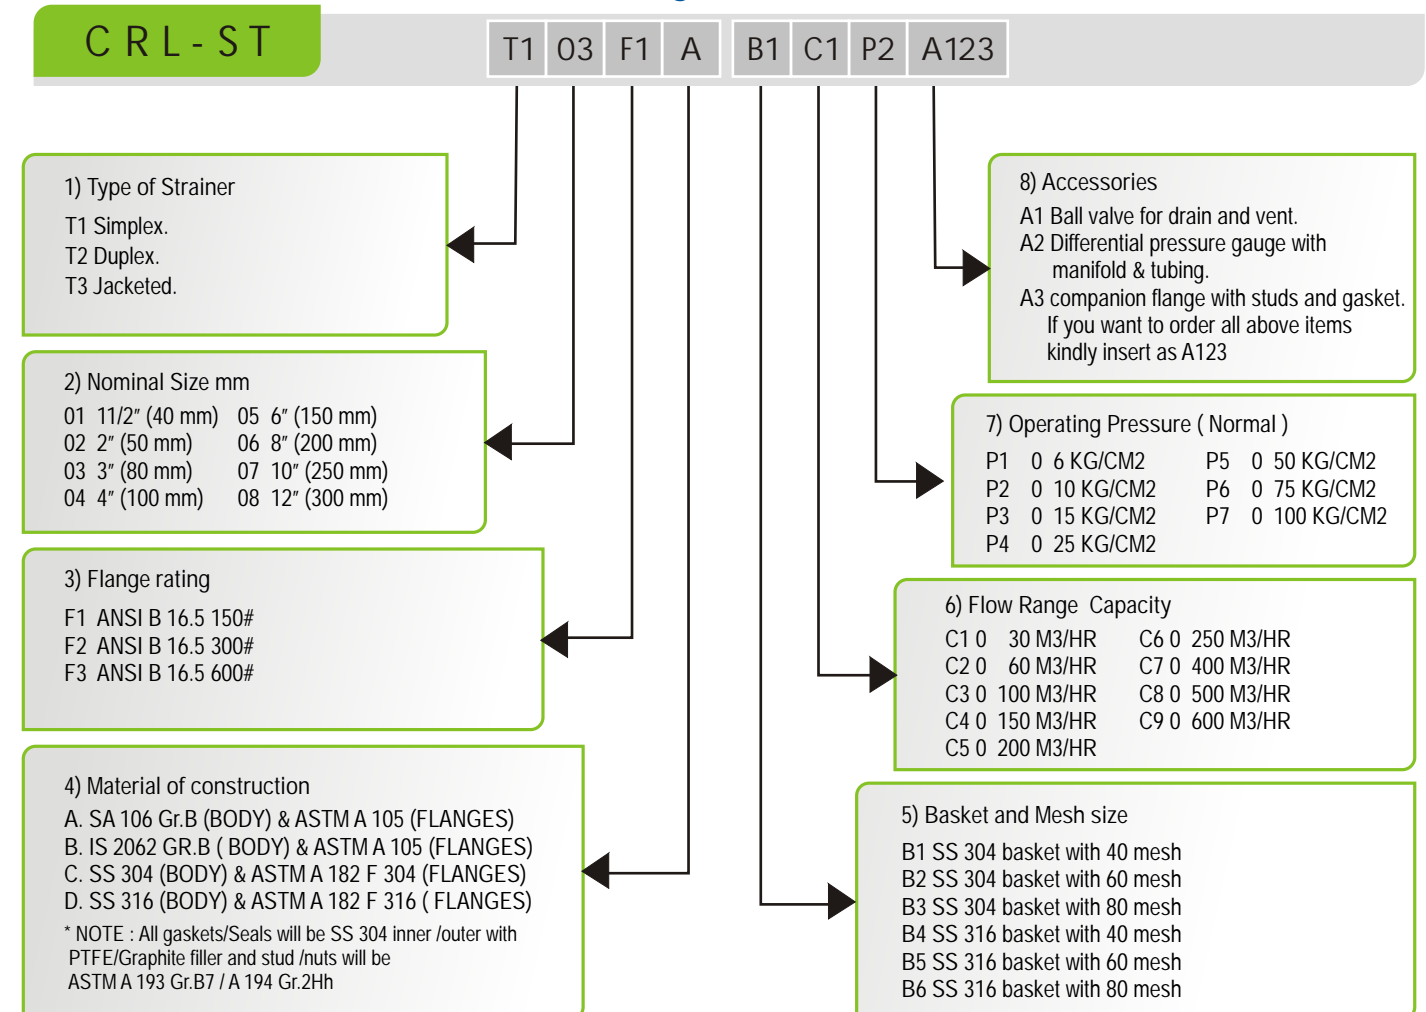 CRL-ST
T1 03 F1 A B1 C1 P2 A123
1) Type of Strainer
T1 Simplex.
T2 Duplex.
T3 Jacketed.
2) Nominal Size mm
01 11/2" (40 mm) 05 6" (150 mm)
02 2" (50 mm) 06 8" (200 mm)
03 3" (80 mm) 07 10" (250 mm)
04 4" (100 mm) 08 12" (300 mm)
3) Flange rating
F1 ANSI B 16.5 150#
F2 ANSI B 16.5 300#
F3 ANSI B 16.5 600#
4) Material of construction
A. SA 106 Gr.B (BODY) & ASTM A 105 (FLANGES)
B. IS 2062 GR.B ( BODY) & ASTM A 105 (FLANGES)
C. SS 304 (BODY) & ASTM A 182 F 304 (FLANGES)
D. SS 316 (BODY) & ASTM A 182 F 316 ( FLANGES)
* NOTE : All gaskets/Seals will be SS 304 inner /outer with
PTFE/Graphite filler and stud /nuts will be
ASTM A 193 Gr.B7 / A 194 Gr.2Hh
8) Accessories
A1 Ball valve for drain and vent.
A2 Differential pressure gauge with
manifold & tubing.
A3 companion flange with studs and gasket.
If you want to order all above items
kindly insert as A123
7) Operating Pressure ( Normal )
P1 0 6 KG/CM2 P5 0 50 KG/CM2
P2 0 10 KG/CM2 P6 0 75 KG/CM2
P3 0 15 KG/CM2 P7 0 100 KG/CM2
P4 0 25 KG/CM2
6) Flow Range Capacity
C1 0 30 M3/HR C6 0 250 M3/HR
C2 0 60 M3/HR C7 0 400 M3/HR
C3 0 100 M3/HR C8 0 500 M3/HR
C4 0 150 M3/HR C9 0 600 M3/HR
C5 0 200 M3/HR
5) Basket and Mesh size
B1 SS 304 basket with 40 mesh
B2 SS 304 basket with 60 mesh
B3 SS 304 basket with 80 mesh
B4 SS 316 basket with 40 mesh
B5 SS 316 basket with 60 mesh
B6 SS 316 basket with 80 mesh